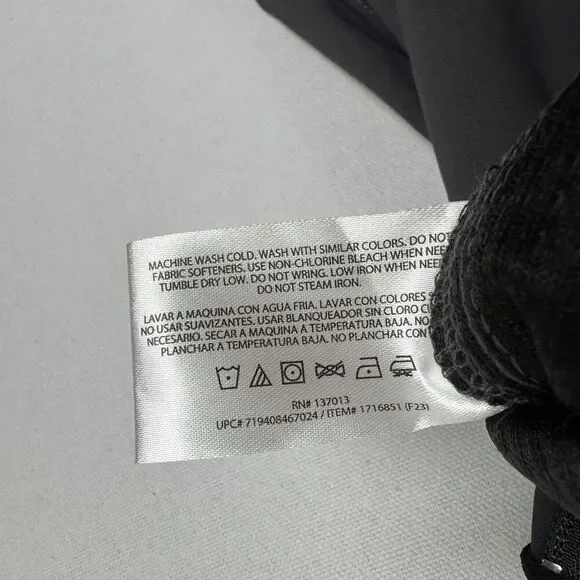 MACHINE WASH COLD. WASH WITH SIMILAR COLORS. DO NOT
FABRIC SOFTENERS. USE NON-CHLORINE BLEACH WHEN
TUMBLE DRY LOW. DO NOT WRING. LOW IRON WHEN
DO NOT STEAM IRON.
LAVAR A MAQUINA CON AGUA FRIA. LAVAR CON COLORES
NO USAR SUAVIZANTES. USAR BLANQUEADOR SIN CLORO
NECESARIO. SECAR A MAQUINA A TEMPERATURA BAJA. NO
PLANCHAR A TEMPERATURA BAJA. NO PLANCHAR CON
RN# 137013
UPC# 719408467024 / ITEM# 1716851 (F23)